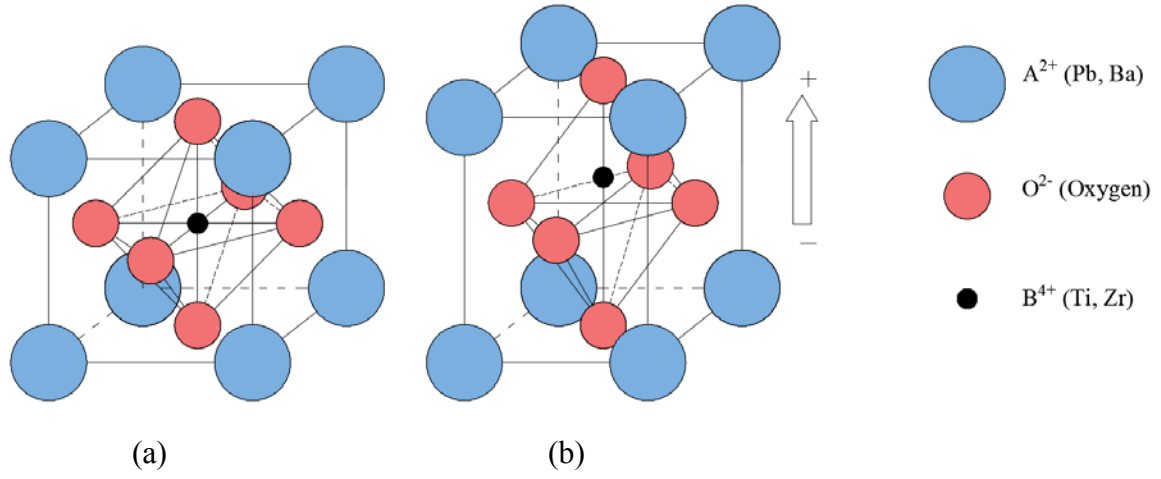 +
A²⁺ (Pb, Ba)
O²⁻ (Oxygen)
−
B⁴⁺ (Ti, Zr)
(a)
(b)